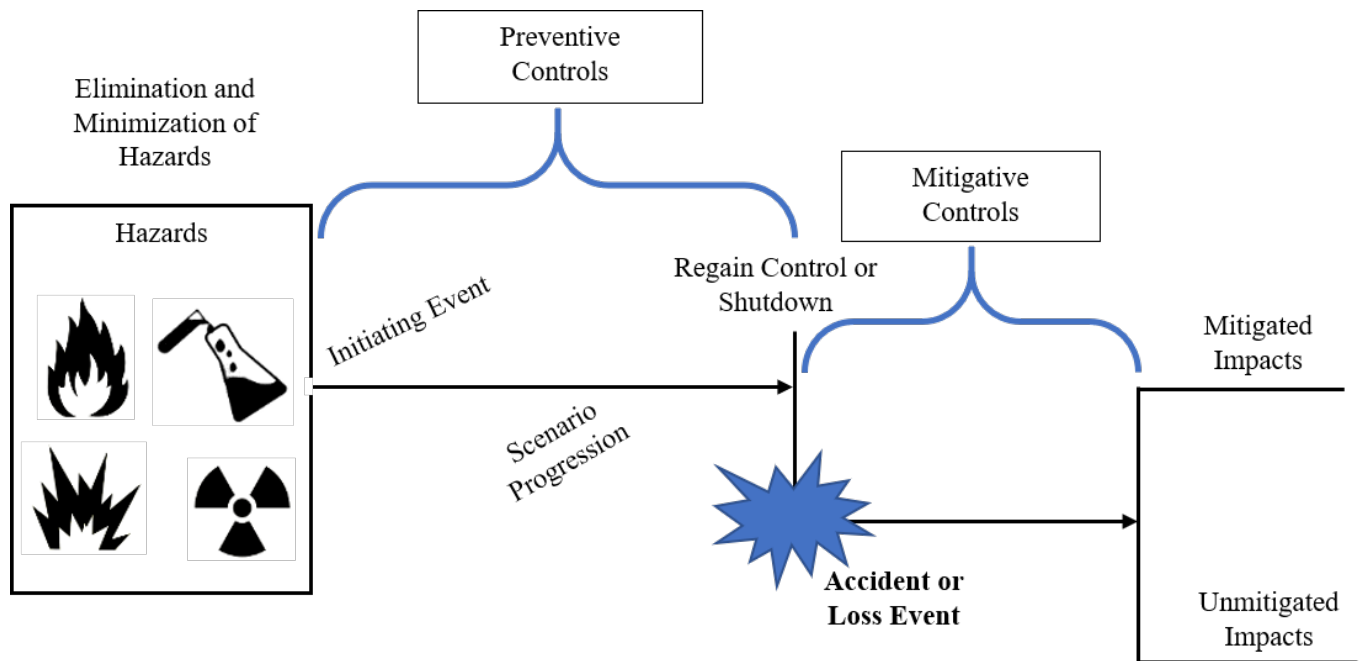 Preventive
Controls
Elimination and
Minimization of
Hazards
Mitigative
Controls
Hazards
Initiating Event
Regain Control or
Shutdown
Scenario
Progression
Mitigated
Impacts
Accident or
Loss Event
Unmitigated
Impacts